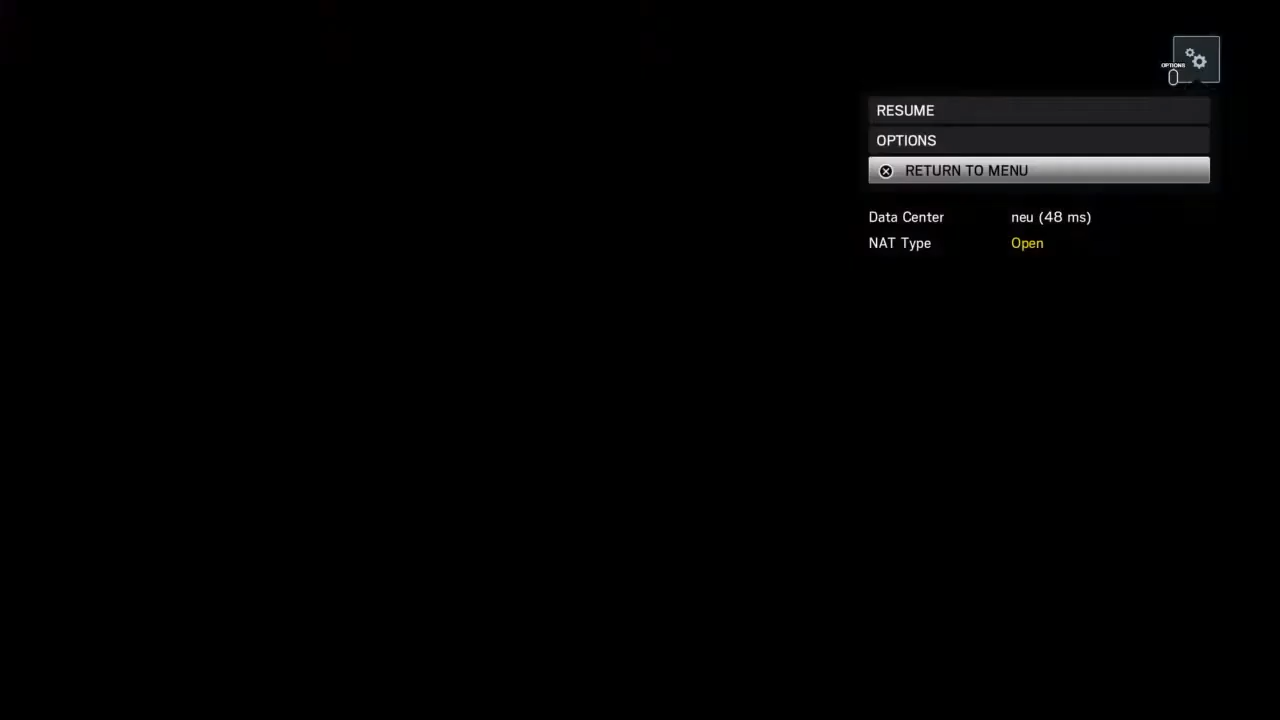 OPTIONS
RESUME
OPTIONS
RETURN TO MENU
Data Center neu (48 ms)
NAT Type Open